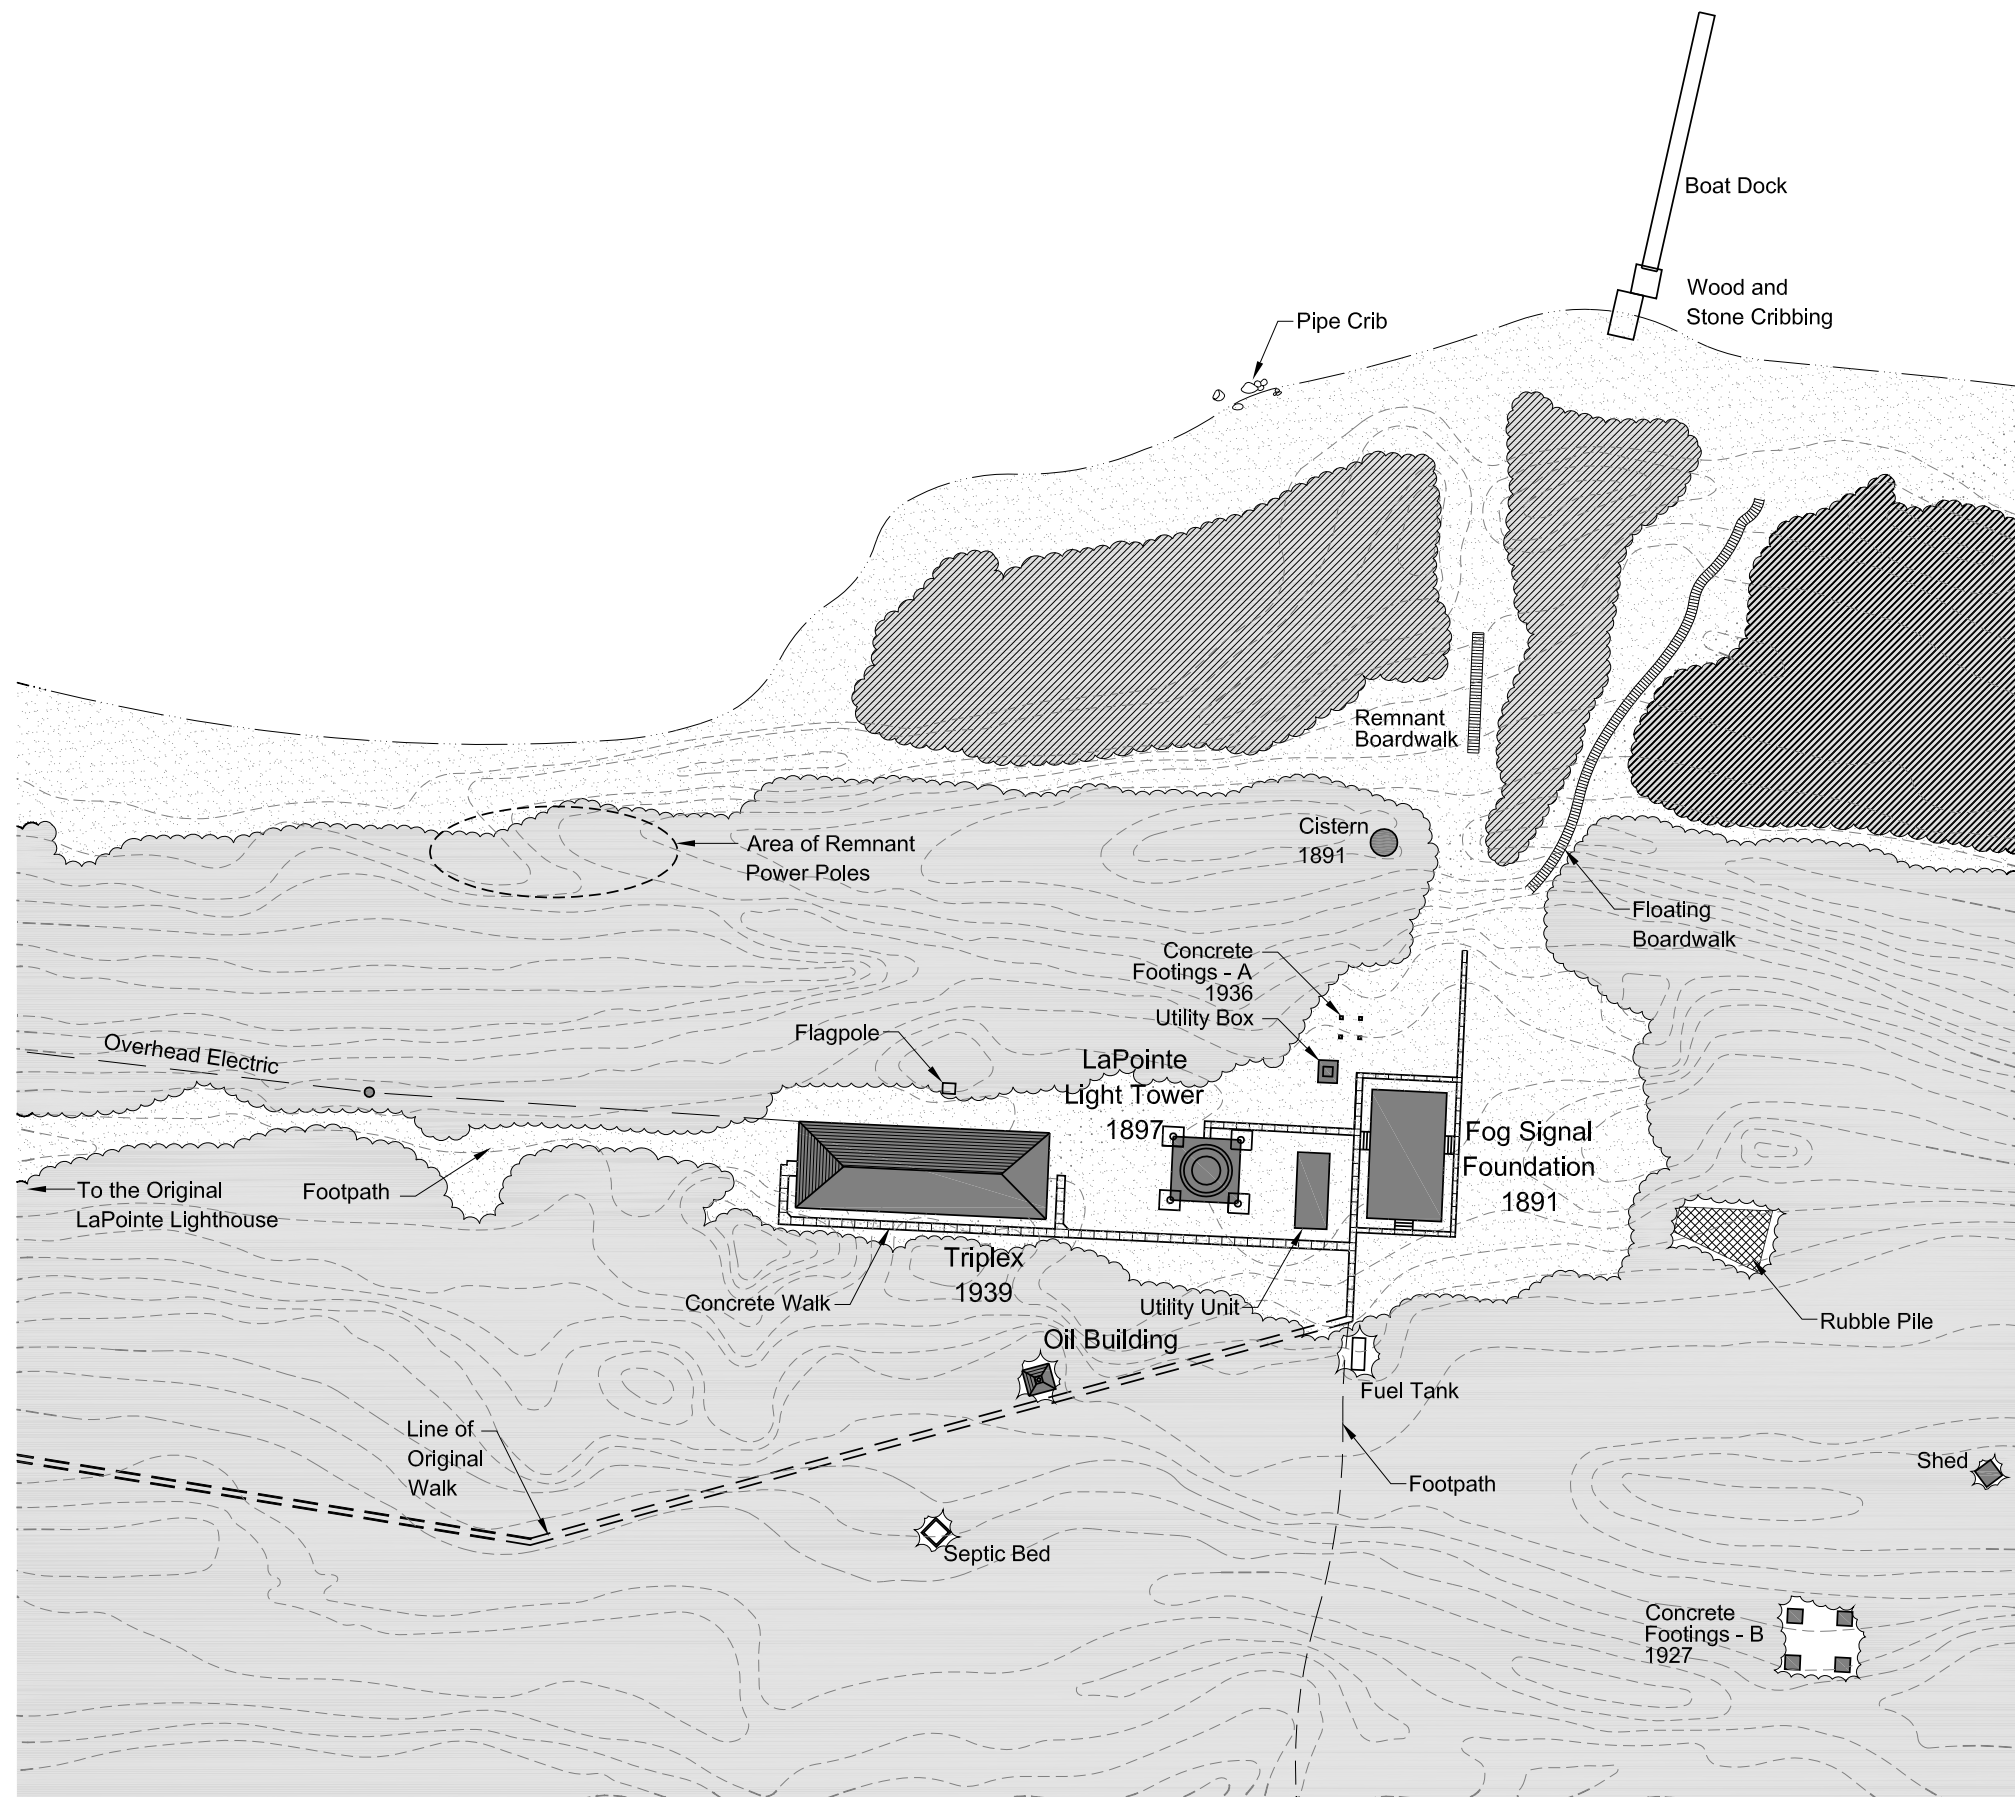 Boat Dock
Wood and
Stone Cribbing
Pipe Crib
Remnant
Boardwalk
Cistern
1891
Area of Remnant
Power Poles
Floating
Boardwalk
Concrete
Footings - A
1936
Utility Box
Flagpole
Overhead Electric
LaPointe
Light Tower
1897
Fog Signal
Foundation
1891
To the Original
LaPointe Lighthouse
Footpath
Triplex
1939
Concrete Walk
Utility Unit
Rubble Pile
Oil Building
Fuel Tank
Line of
Original
Walk
Footpath
Shed
Septic Bed
Concrete
Footings - B
1927